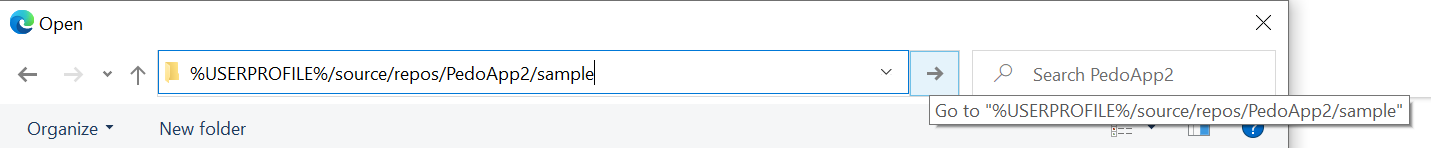 Open
%USERPROFILE%/source/repos/PedoApp2/sample
Search PedoApp2
Go to "%USERPROFILE%/source/repos/PedoApp2/sample"
Organize
New folder
?